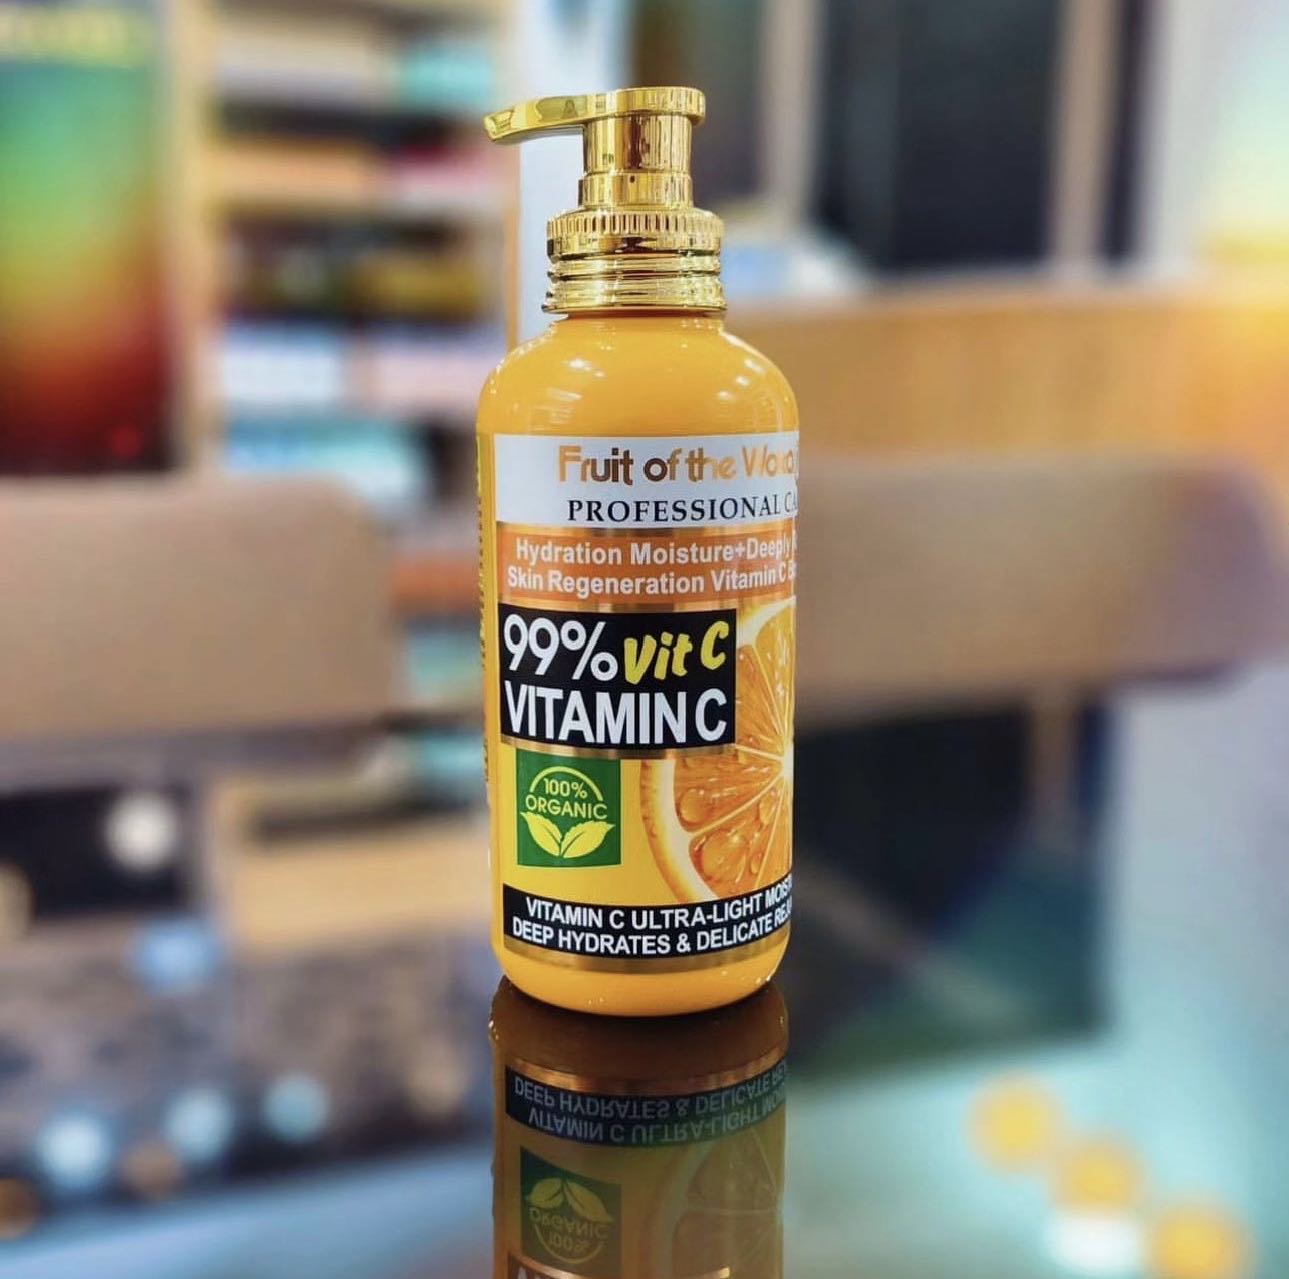 Fruit of the
PROFESSIONAL
Hydration Moisture+Deeply
Skin Regeneration Vitamin C
99% Vit C
VITAMIN C
100%
ORGANIC
VITAMIN C ULTRA-LIGHT
DEEP HYDRATES & DELICATE